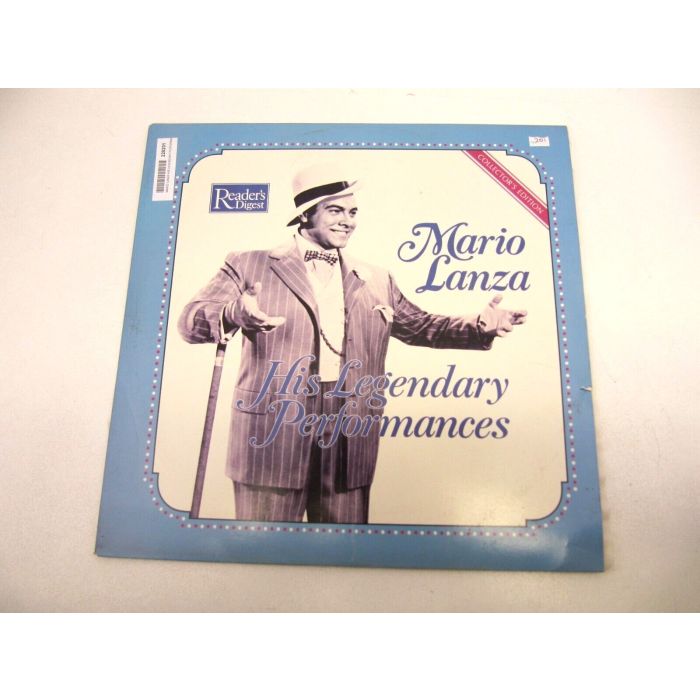 Reader's
Digest
COLLECTOR'S EDITION
Mario
Lanza
His Legendary
Performances